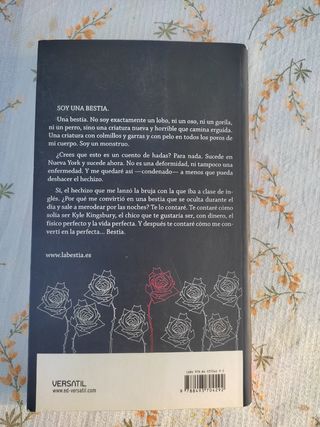 SOY UNA BESTIA.
Una bestia. No soy exactamente un lobo, ni un oso, ni un gorila,
ni un perro, sino una criatura nueva y horrible que camina erguida.
Una criatura con colmillos y garras y con pelo en todos los poros de
mi cuerpo. Soy un monstruo.
¿Crees que esto es un cuento de hadas? Para nada. Sucede en
Nueva York y sucede ahora. No es una deformidad, ni tampoco una
enfermedad. Y me quedaré así —condenado— a menos que pueda
deshacer el hechizo.
Sí, el hechizo que me lanzó la bruja con la que iba a clase de in-
glés. ¿Por qué me convirtió en una bestia que se oculta durante el
día y sale a merodear por las noches? Te lo contaré. Te contaré cómo
solía ser Kyle Kingsbury, el chico que te gustaría ser, con dinero, el
físico perfecto y la vida perfecta. Y después te contaré cómo me con-
vertí en la perfecta... Bestia.
www.labestia.es
VERSATIL
www.ed-versatil.com
ISBN
9 788493 704292